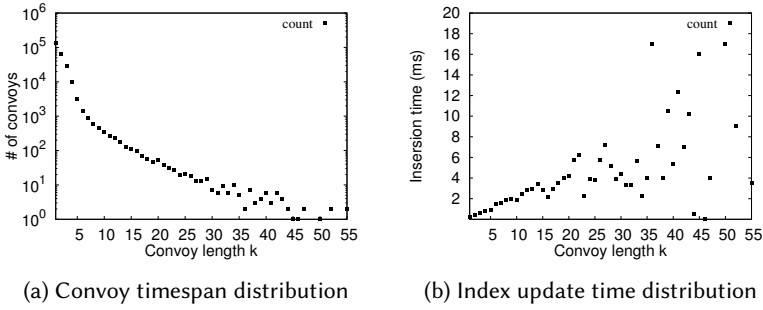 10^6
10^5
10^4
10^3
10^2
10^1
10^0
# of convoys
count
5 10 15 20 25 30 35 40 45 50 55
Convoy length k
(a) Convoy timespan distribution
20
18
16
14
12
10
8
6
4
2
Insersion time (ms)
count
5 10 15 20 25 30 35 40 45 50 55
Convoy length k
(b) Index update time distribution